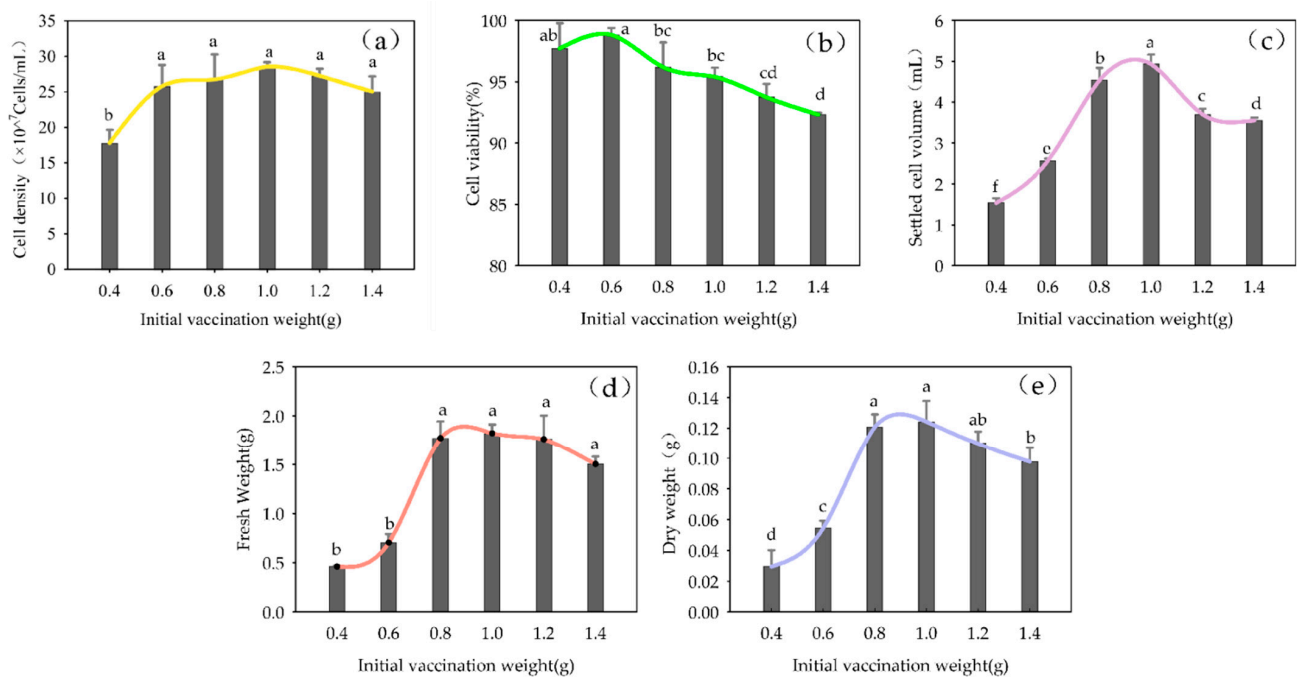 (a)
Cell density（×10^7Cells/mL）
35
30
25
20
15
10
5
0
b
a
a
a
a
a
0.4 0.6 0.8 1.0 1.2 1.4
Initial vaccination weight(g)
(b)
Cell viability(%)
100
95
90
85
80
ab
a
bc
bc
cd
d
0.4 0.6 0.8 1.0 1.2 1.4
Initial vaccination weight(g)
(c)
Settled cell volume（mL）
6
5
4
3
2
1
0
f
e
b
a
c
d
0.4 0.6 0.8 1.0 1.2 1.4
Initial vaccination weight(g)
(d)
Fresh Weight(g)
2.5
2.0
1.5
1.0
0.5
0.0
b
b
a
a
a
a
0.4 0.6 0.8 1.0 1.2 1.4
Initial vaccination weight(g)
(e)
Dry weight（g）
0.16
0.14
0.12
0.10
0.08
0.06
0.04
0.02
0.00
d
c
a
a
ab
b
0.4 0.6 0.8 1.0 1.2 1.4
Initial vaccination weight(g)